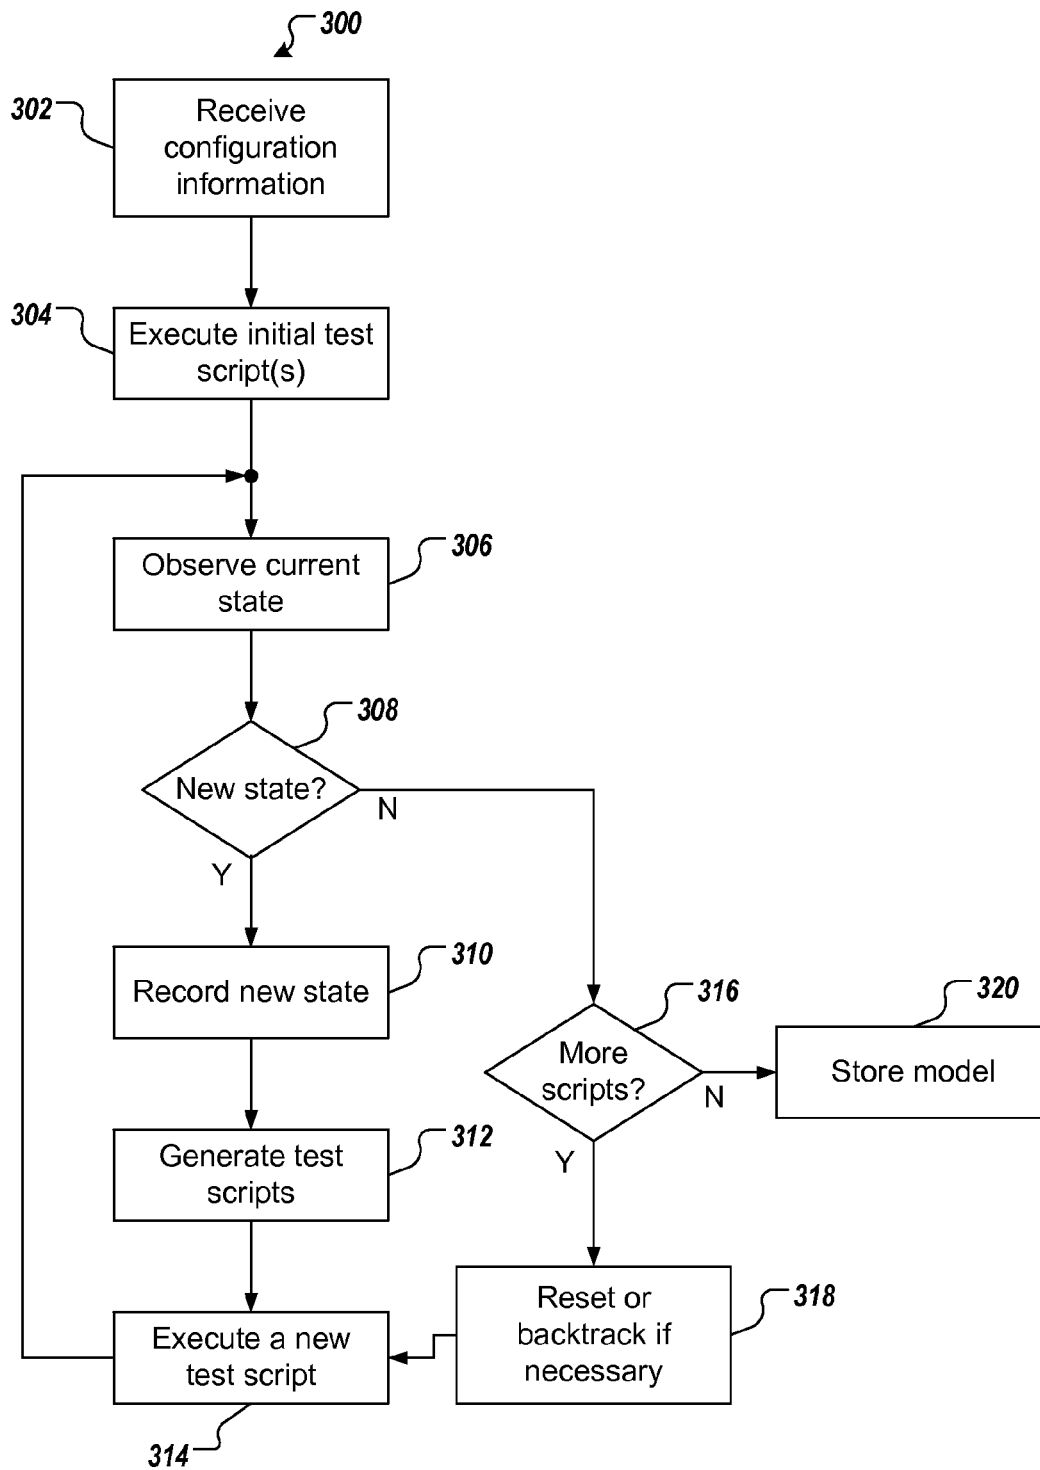 300
302
Receive
configuration
information
304
Execute initial test
script(s)
306
Observe current
state
308
New state?
N
Y
310
Record new state
316
More
scripts?
N
Y
320
Store model
312
Generate test
scripts
318
Reset or
backtrack if
necessary
Execute a new
test script
314